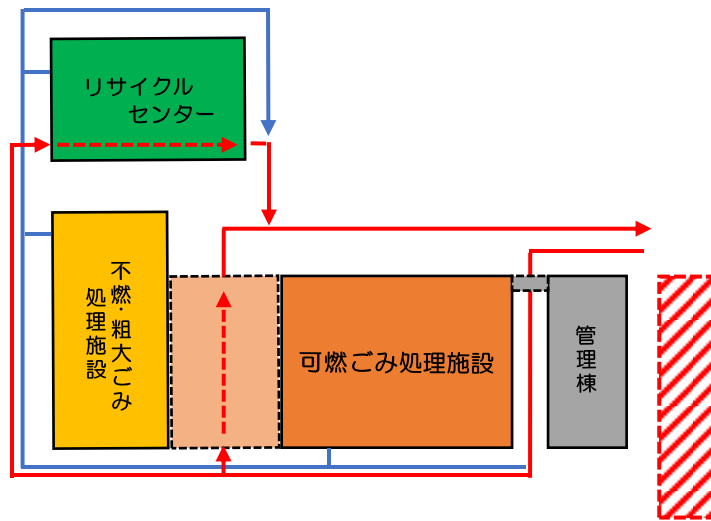 リサイクル
センター
不燃・粗大ごみ
処理施設
可燃ごみ処理施設
管理棟